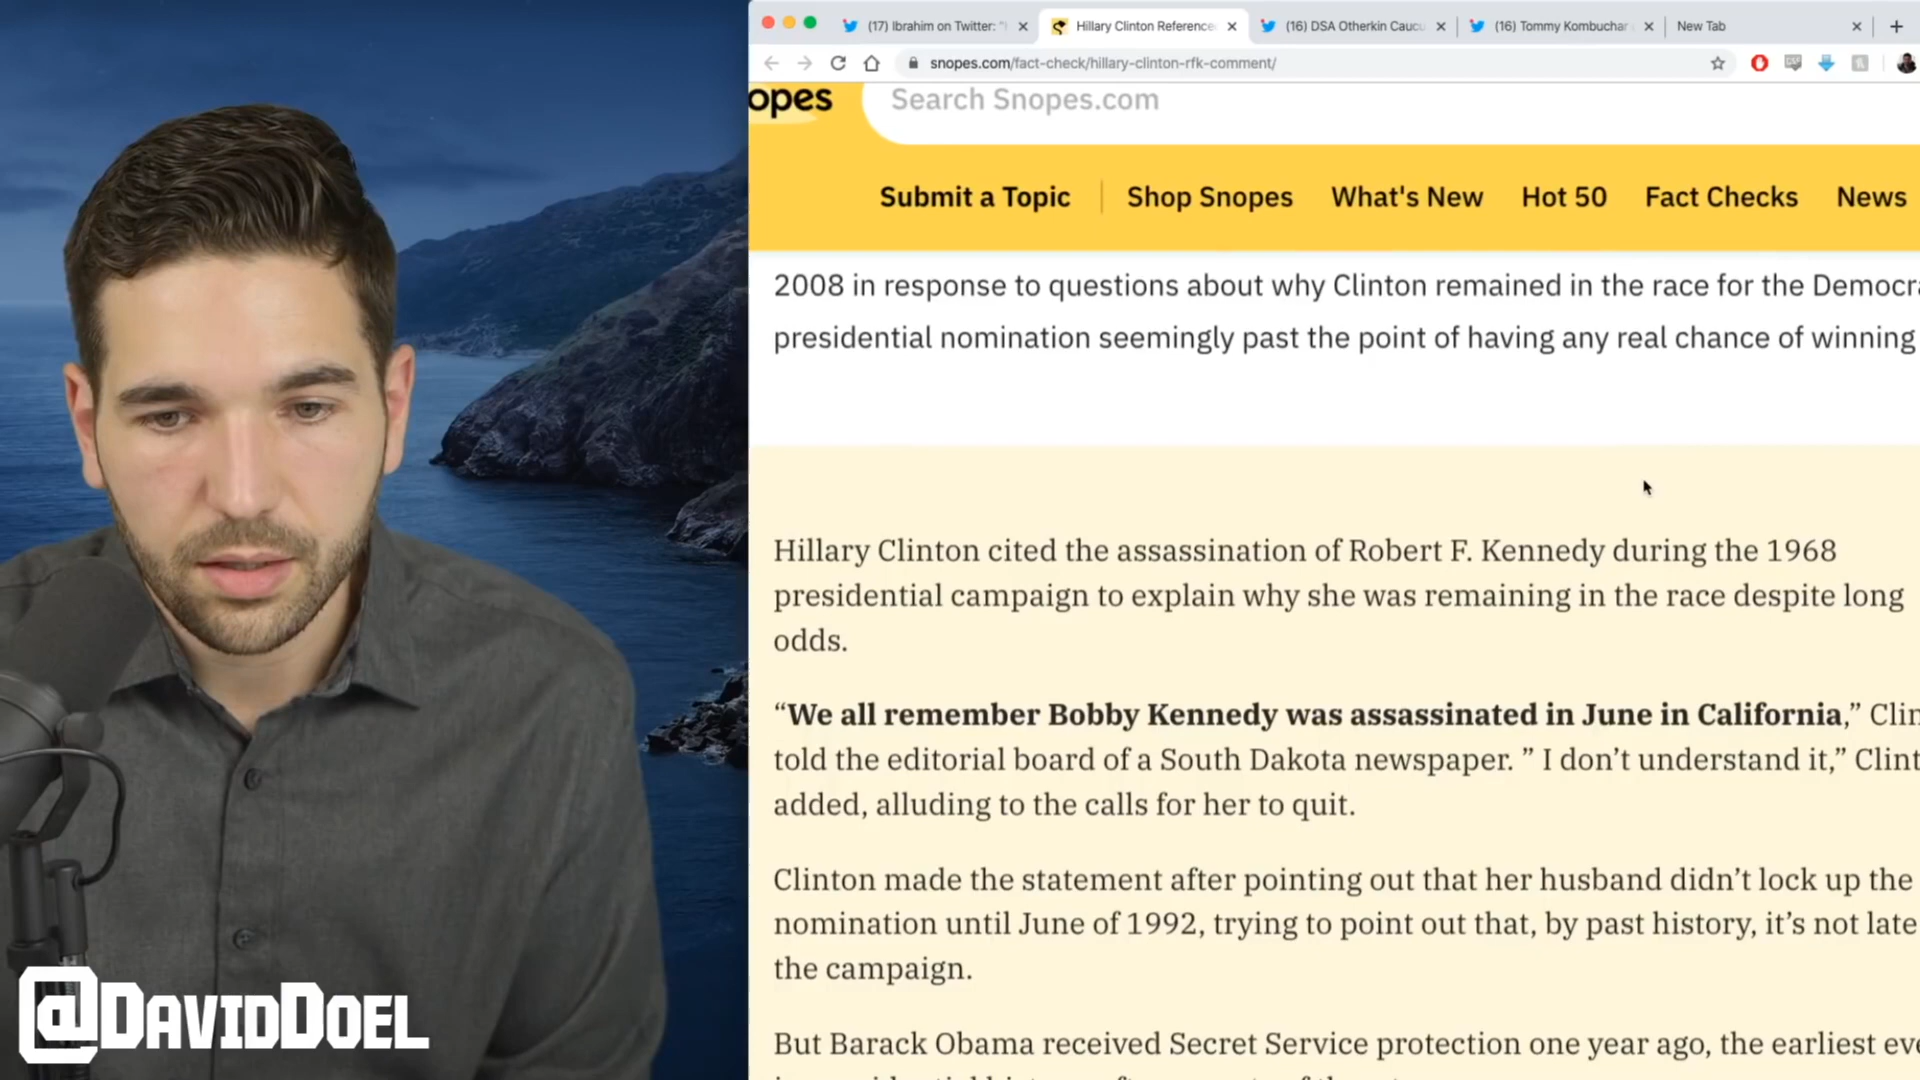 (17) Ibrahim on Twitter: "
Hillary Clinton Reference
(16) DSA Otherkin Caucu
(16) Tommy Kombuchar
New Tab
snopes.com/fact-check/hillary-clinton-rfk-comment/
opes
Search Snopes.com
Submit a Topic
Shop Snopes
What's New
Hot 50
Fact Checks
News
2008 in response to questions about why Clinton remained in the race for the Democra
presidential nomination seemingly past the point of having any real chance of winning
Hillary Clinton cited the assassination of Robert F. Kennedy during the 1968
presidential campaign to explain why she was remaining in the race despite long
odds.
“We all remember Bobby Kennedy was assassinated in June in California,” Clin
told the editorial board of a South Dakota newspaper. ” I don’t understand it,” Clint
added, alluding to the calls for her to quit.
Clinton made the statement after pointing out that her husband didn’t lock up the
nomination until June of 1992, trying to point out that, by past history, it’s not late
the campaign.
But Barack Obama received Secret Service protection one year ago, the earliest eve
@DavidDoel